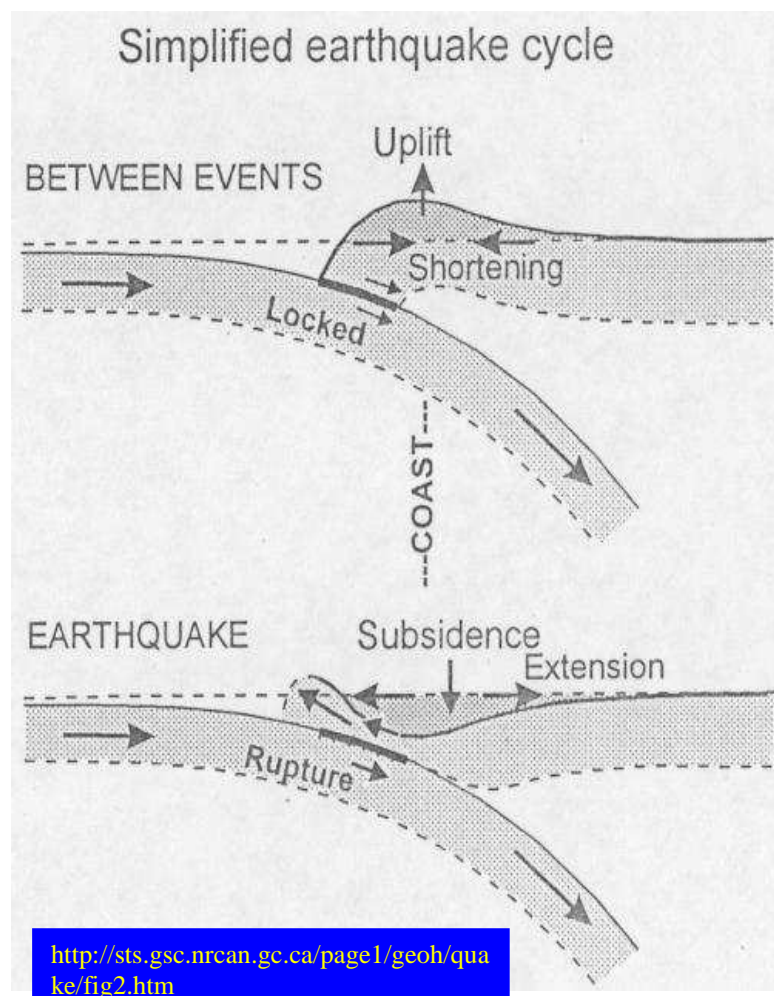 Simplified earthquake cycle
Uplift
BETWEEN EVENTS
Shortening
Locked
---COAST---
EARTHQUAKE
Subsidence
Extension
Rupture
http://sts.gsc.nrcan.gc.ca/page1/geoh/qua
ke/fig2.htm